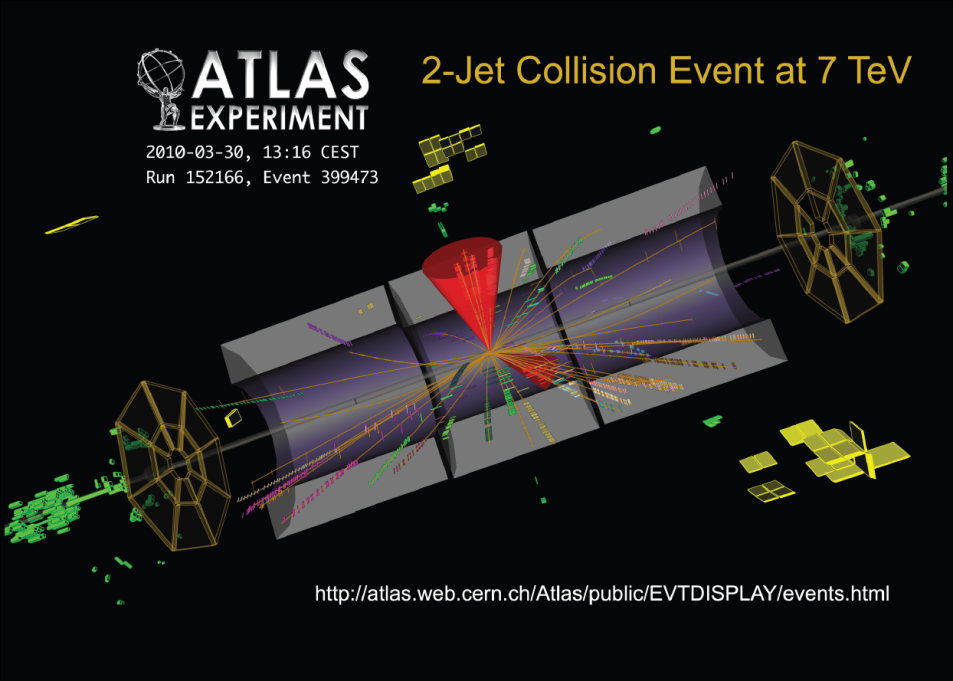 ATLAS
EXPERIMENT
2-Jet Collision Event at 7 TeV
2010-03-30, 13:16 CEST
Run 152166, Event 399473
http://atlas.web.cern.ch/Atlas/public/EVTDISPLAY/events.html